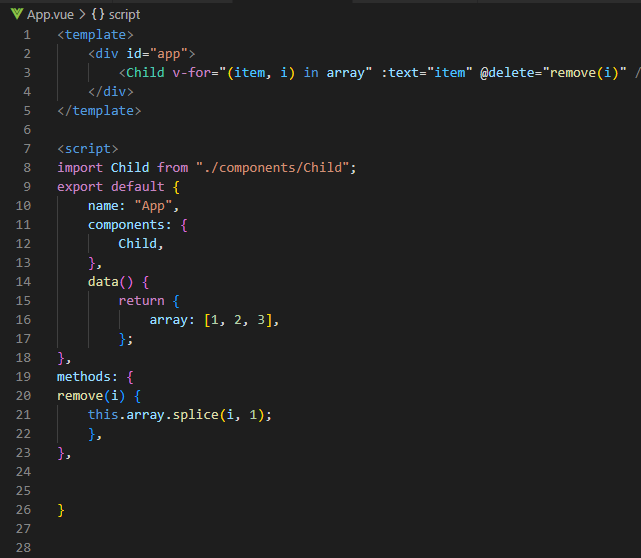 App.vue > {} script
1 <template>
2 <div id="app">
3 <Child v-for="(item, i) in array" :text="item" @delete="remove(i)" /
4 </div>
5 </template>
6
7 <script>
8 import Child from "./components/Child";
9 export default {
10 name: "App",
11 components: {
12 Child,
13 },
14 data() {
15 return {
16 array: [1, 2, 3],
17 };
18 },
19 methods: {
20 remove(i) {
21 this.array.splice(i, 1);
22 },
23 },
24
25
26 }
27
28